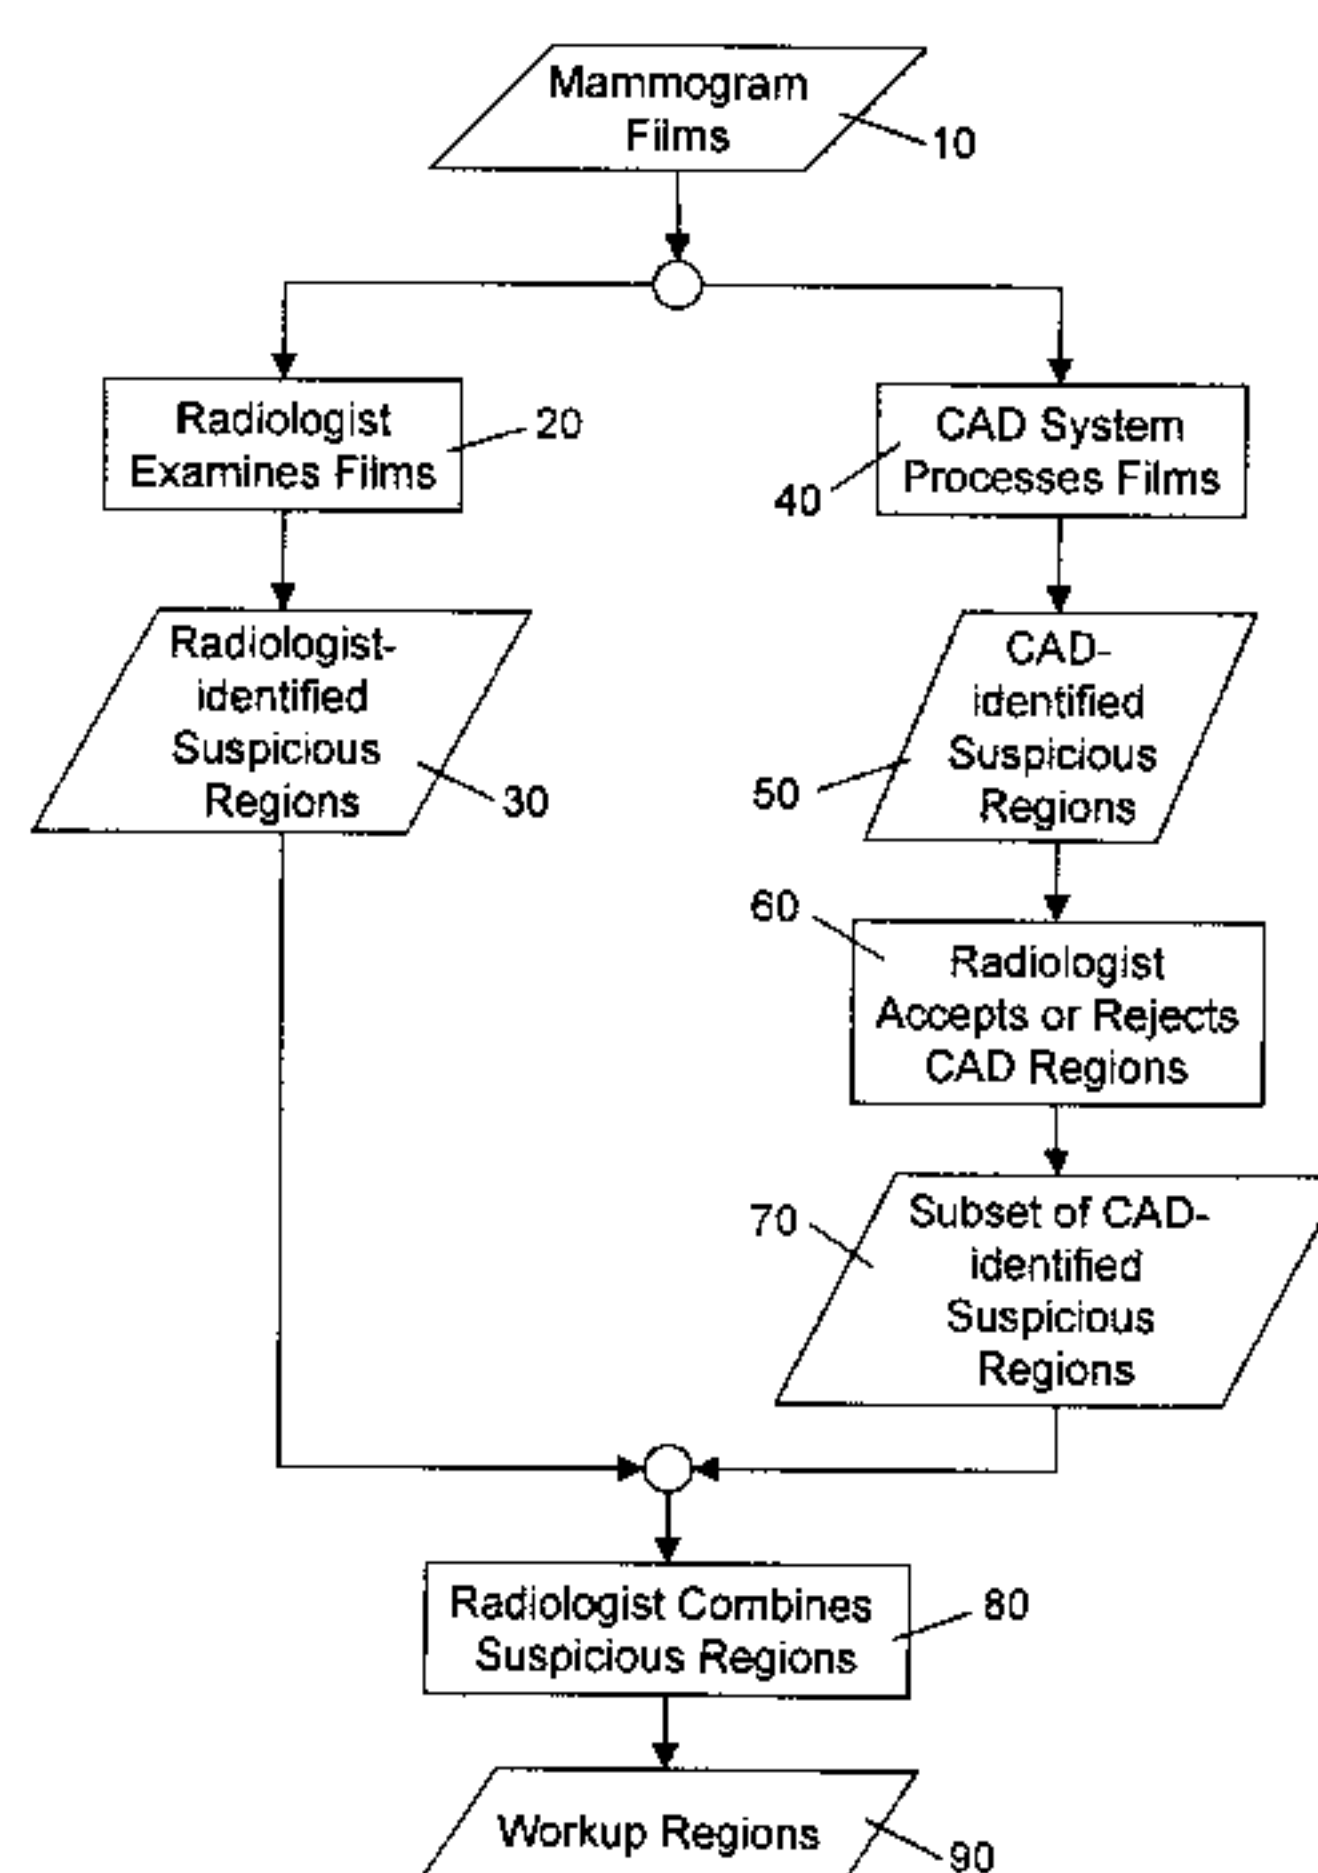 Mammogram
Films
10
Radiologist
Examines Films
20
CAD System
Processes Films
40
Radiologist-
identified
Suspicious
Regions
30
CAD-
identified
Suspicious
Regions
50
60
Radiologist
Accepts or Rejects
CAD Regions
70
Subset of CAD-
identified
Suspicious
Regions
Radiologist Combines
Suspicious Regions
80
Workup Regions
90